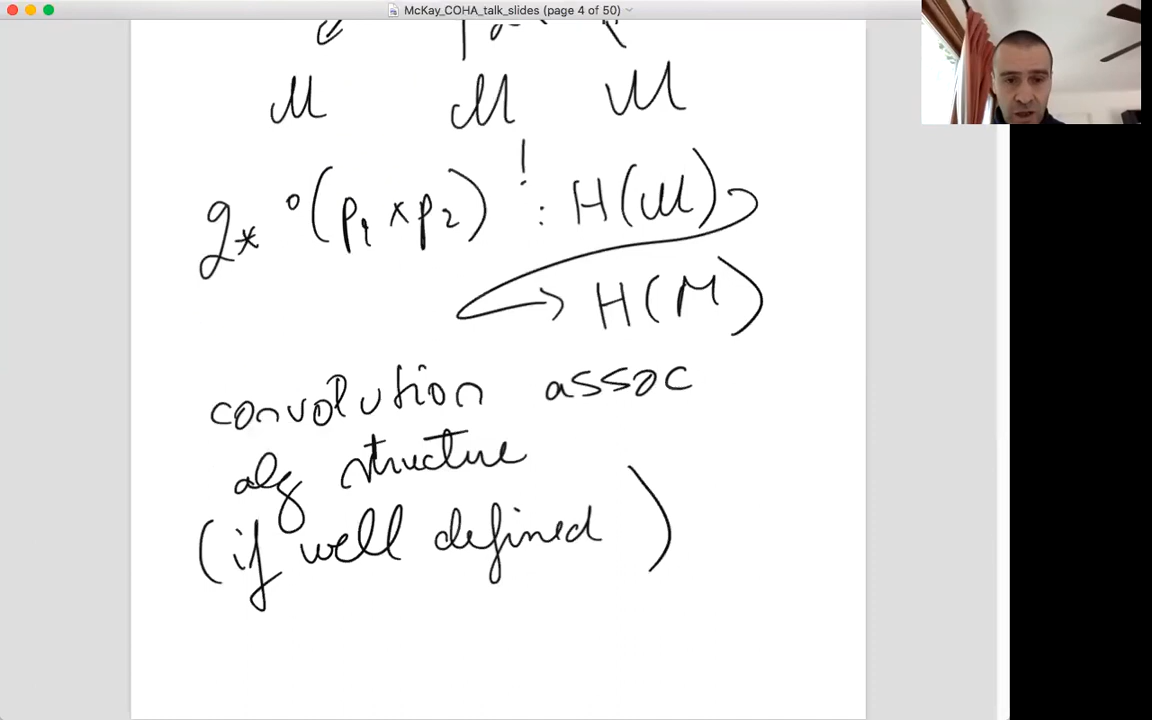 McKay_COHA_talk_slides (page 4 of 50)
M M M
q* ∘ (p₁ × p₂)^! : H(M)
→ H(M)
convolution assoc
alg structure
(if well defined)